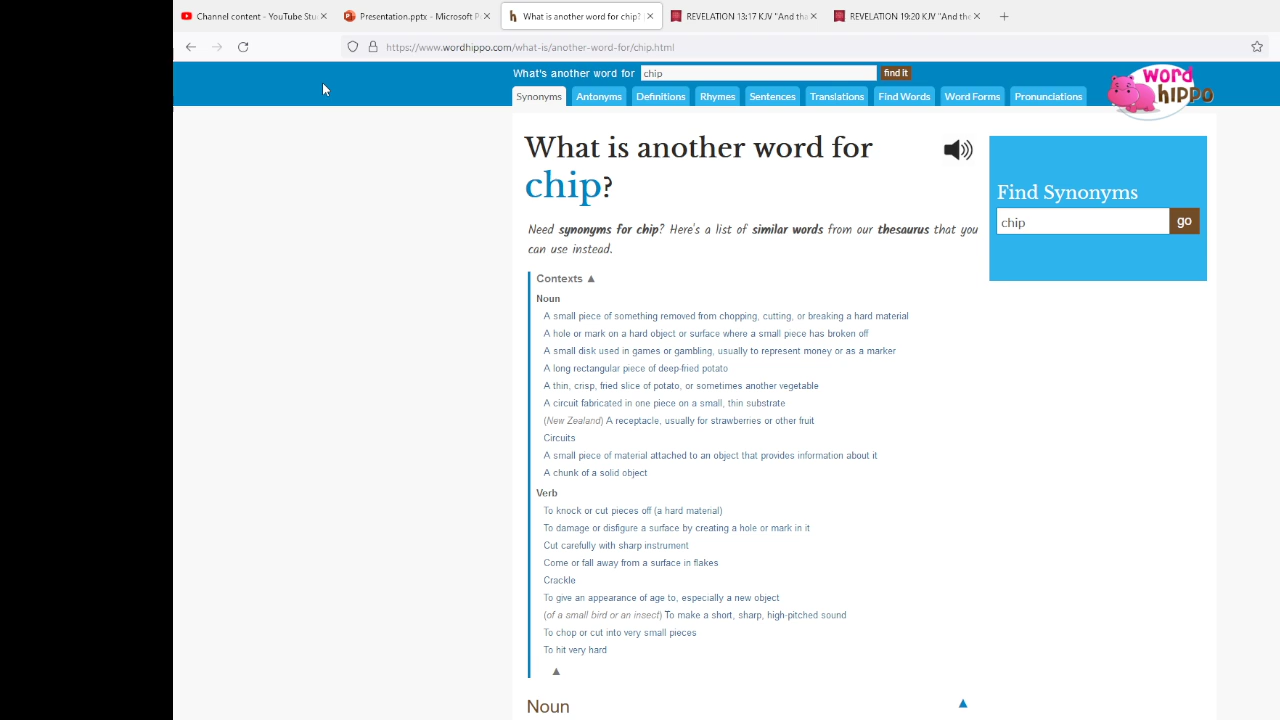 Channel content - YouTube Stu
Presentation.pptx - Microsoft P
What is another word for chip?
REVELATION 13:17 KJV "And tha
REVELATION 19:20 KJV "And the
https://www.wordhippo.com/what-is/another-word-for/chip.html
What's another word for
chip
find it
word hippo
Synonyms
Antonyms
Definitions
Rhymes
Sentences
Translations
Find Words
Word Forms
Pronunciations
What is another word for
chip?
Find Synonyms
chip
go
Need synonyms for chip? Here's a list of similar words from our thesaurus that you
can use instead.
Contexts ▲
Noun
A small piece of something removed from chopping, cutting, or breaking a hard material
A hole or mark on a hard object or surface where a small piece has broken off
A small disk used in games or gambling, usually to represent money or as a marker
A long rectangular piece of deep-fried potato
A thin, crisp, fried slice of potato, or sometimes another vegetable
A circuit fabricated in one piece on a small, thin substrate
(New Zealand) A receptacle, usually for strawberries or other fruit
Circuits
A small piece of material attached to an object that provides information about it
A chunk of a solid object
Verb
To knock or cut pieces off (a hard material)
To damage or disfigure a surface by creating a hole or mark in it
Cut carefully with sharp instrument
Come or fall away from a surface in flakes
Crackle
To give an appearance of age to, especially a new object
(of a small bird or an insect) To make a short, sharp, high-pitched sound
To chop or cut into very small pieces
To hit very hard
▲
Noun
▲